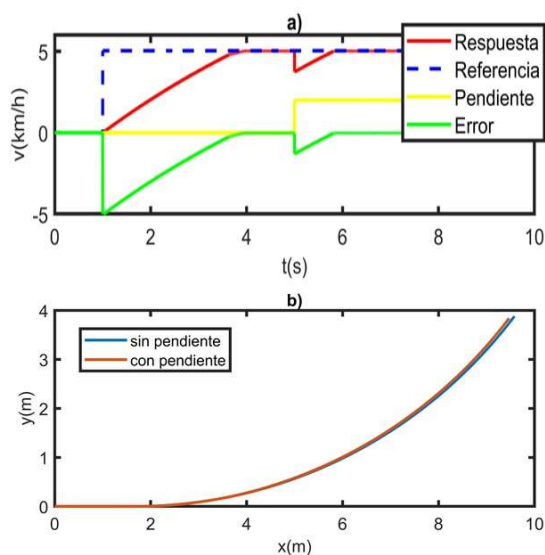 a)
Respuesta
Referencia
Pendiente
Error
v(km/h)
5
0
-5
0 2 4 6 8 10
t(s)
b)
sin pendiente
con pendiente
y(m)
4
3
2
1
0
0 2 4 6 8 10
x(m)